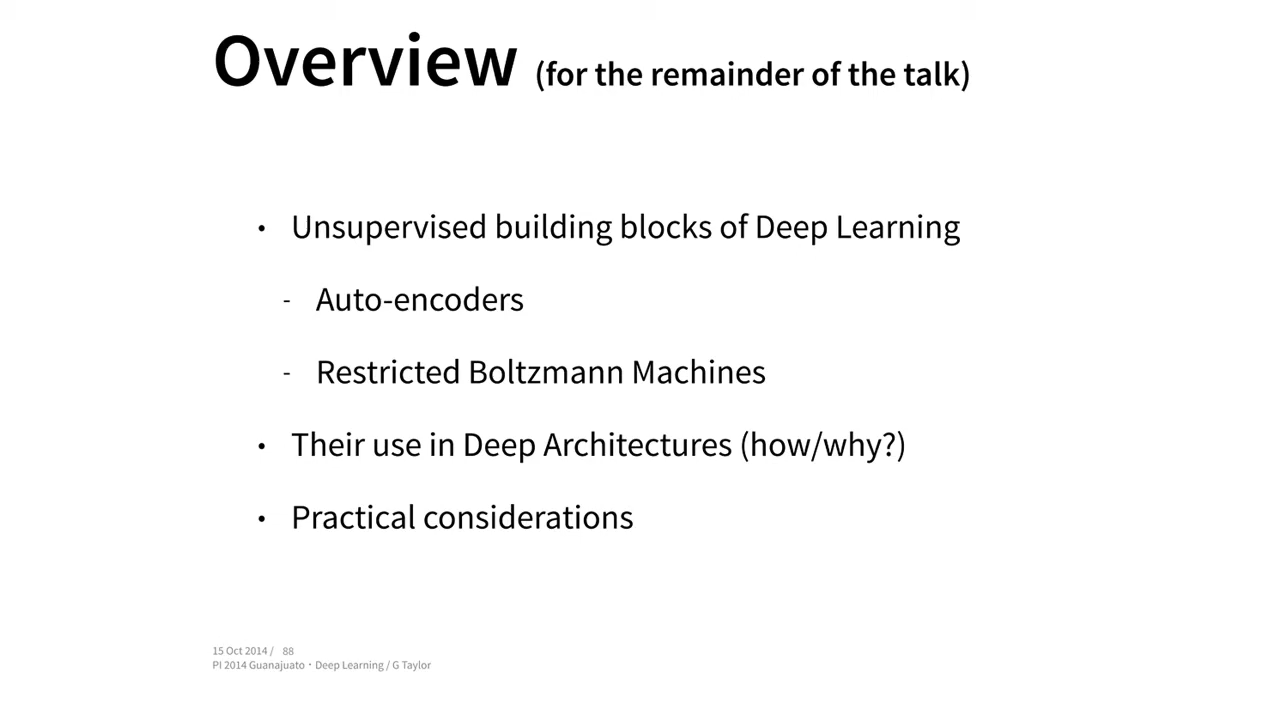 Overview (for the remainder of the talk)
• Unsupervised building blocks of Deep Learning
- Auto-encoders
- Restricted Boltzmann Machines
• Their use in Deep Architectures (how/why?)
• Practical considerations
15 Oct 2014 / 88
PI 2014 Guanajuato · Deep Learning / G Taylor